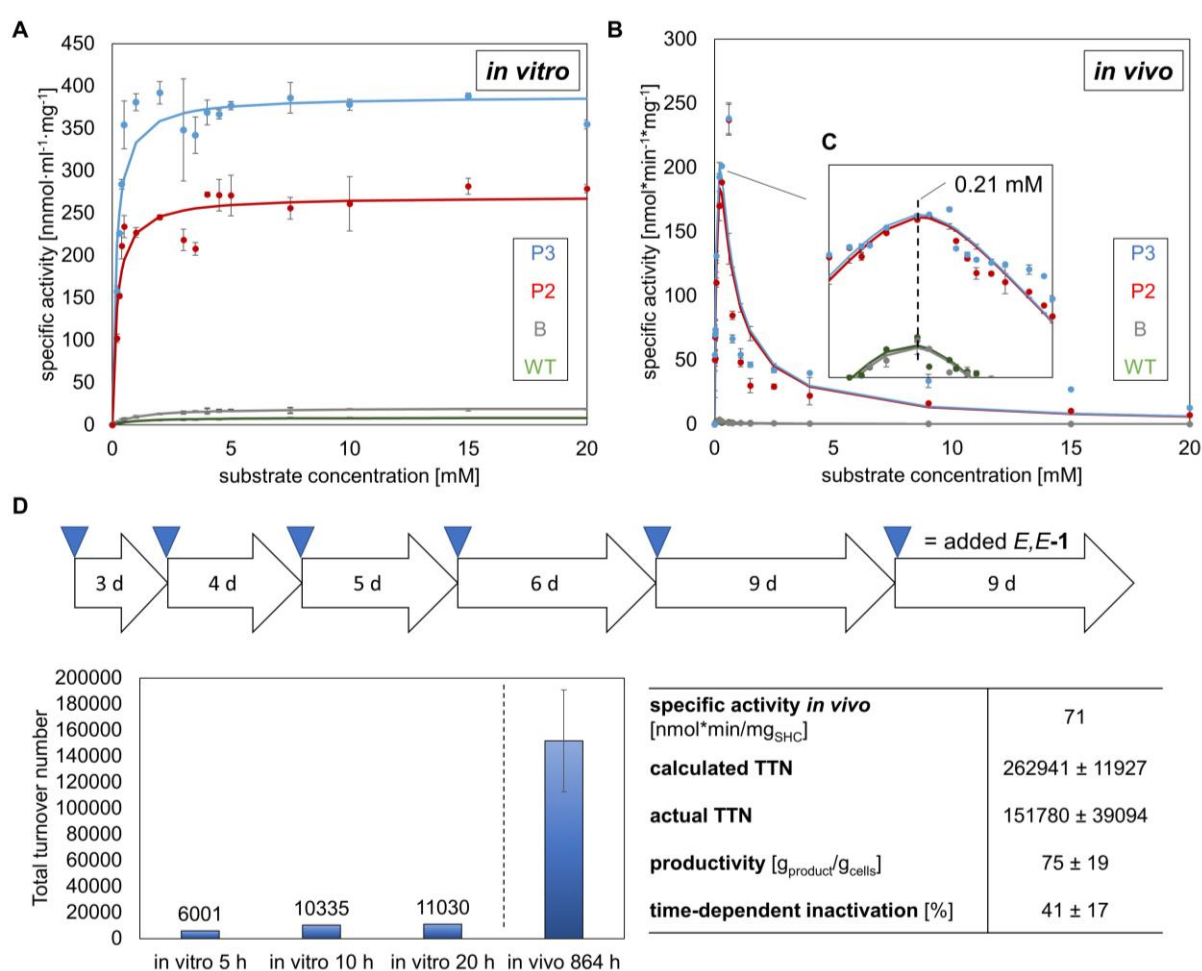 A
450
400
350
300
250
200
150
100
50
0
specific activity [nnmol·ml⁻¹·mg⁻¹]
in vitro
P3
P2
B
WT
0 5 10 15 20
substrate concentration [mM]
B
300
250
200
150
100
50
0
specific activity [nmol*min⁻¹*mg⁻¹]
in vivo
C
0.21 mM
P3
P2
B
WT
0 5 10 15 20
substrate concentration [mM]
D
= added E,E-1
3 d 4 d 5 d 6 d 9 d 9 d
200000
180000
160000
140000
120000
100000
80000
60000
40000
20000
0
Total turnover number
6001 10335 11030
in vitro 5 h in vitro 10 h in vitro 20 h in vivo 864 h
specific activity in vivo
[nmol*min/mgSHC] 71
calculated TTN 262941 ± 11927
actual TTN 151780 ± 39094
productivity [gproduct/gcells] 75 ± 19
time-dependent inactivation [%] 41 ± 17